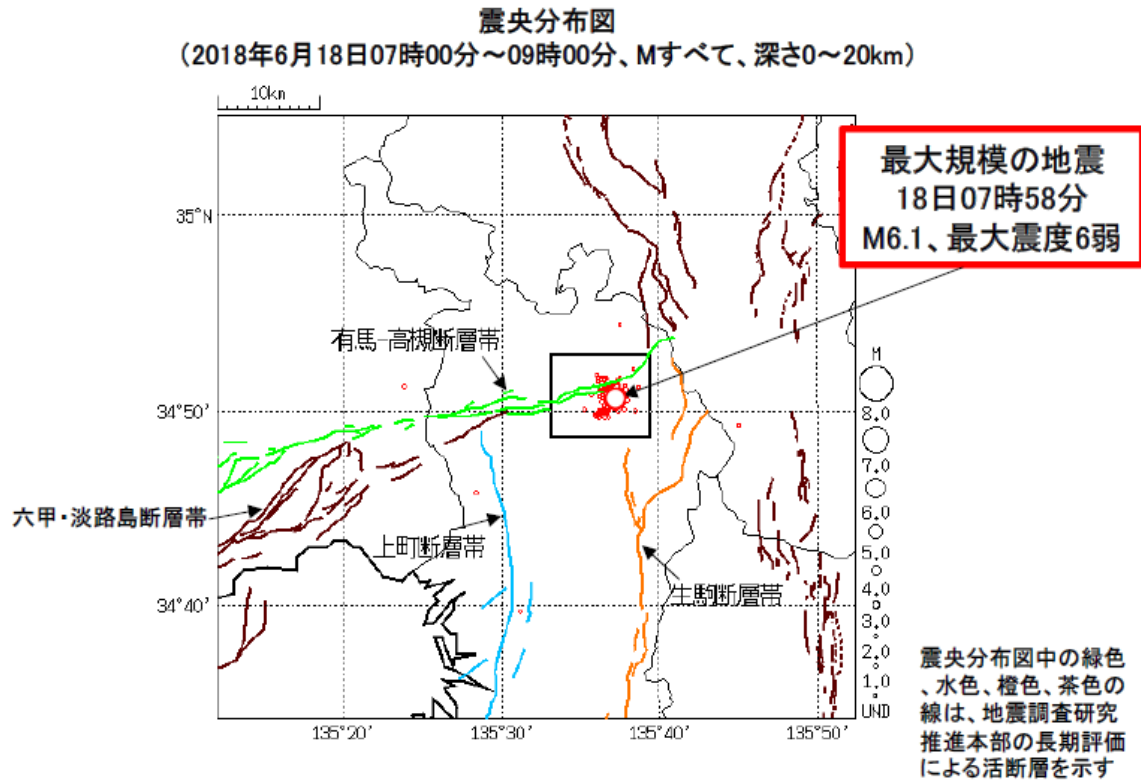 震央分布図
（2018年6月18日07時00分～09時00分、Mすべて、深さ0～20km）
10km
最大規模の地震
18日07時58分
M6.1、最大震度6弱
35°N
有馬-高槻断層帯
M
34°50′
8.0
7.0
六甲・淡路島断層帯
6.0
上町断層帯
5.0
生駒断層帯
4.0
34°40′
3.0
2.0
1.0
UND
135°20′
135°30′
135°40′
135°50′
震央分布図中の緑色
、水色、橙色、茶色の
線は、地震調査研究
推進本部の長期評価
による活断層を示す